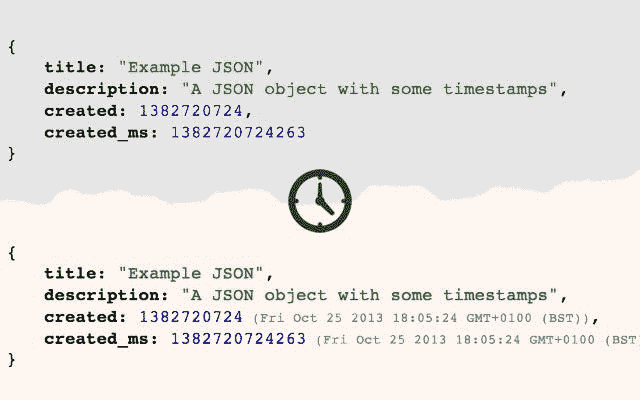 {
title: "Example JSON",
description: "A JSON object with some timestamps",
created: 1382720724,
created_ms: 1382720724263
}
{
title: "Example JSON",
description: "A JSON object with some timestamps",
created: 1382720724 (Fri Oct 25 2013 18:05:24 GMT+0100 (BST)),
created_ms: 1382720724263 (Fri Oct 25 2013 18:05:24 GMT+0100 (BST
}